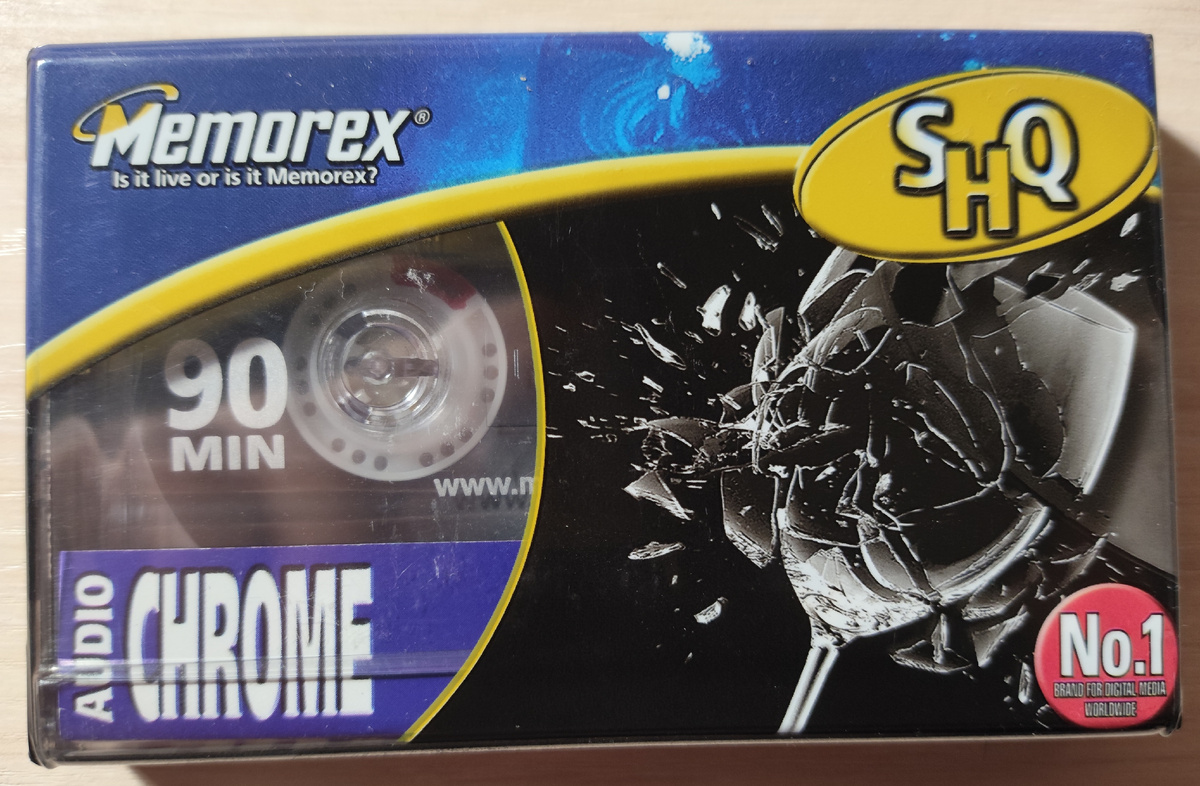 Memorex®
Is it live or is it Memorex?
SHQ
90
MIN
www.m
AUDIO
CHROME
No.1
BRAND FOR DIGITAL MEDIA
WORLDWIDE